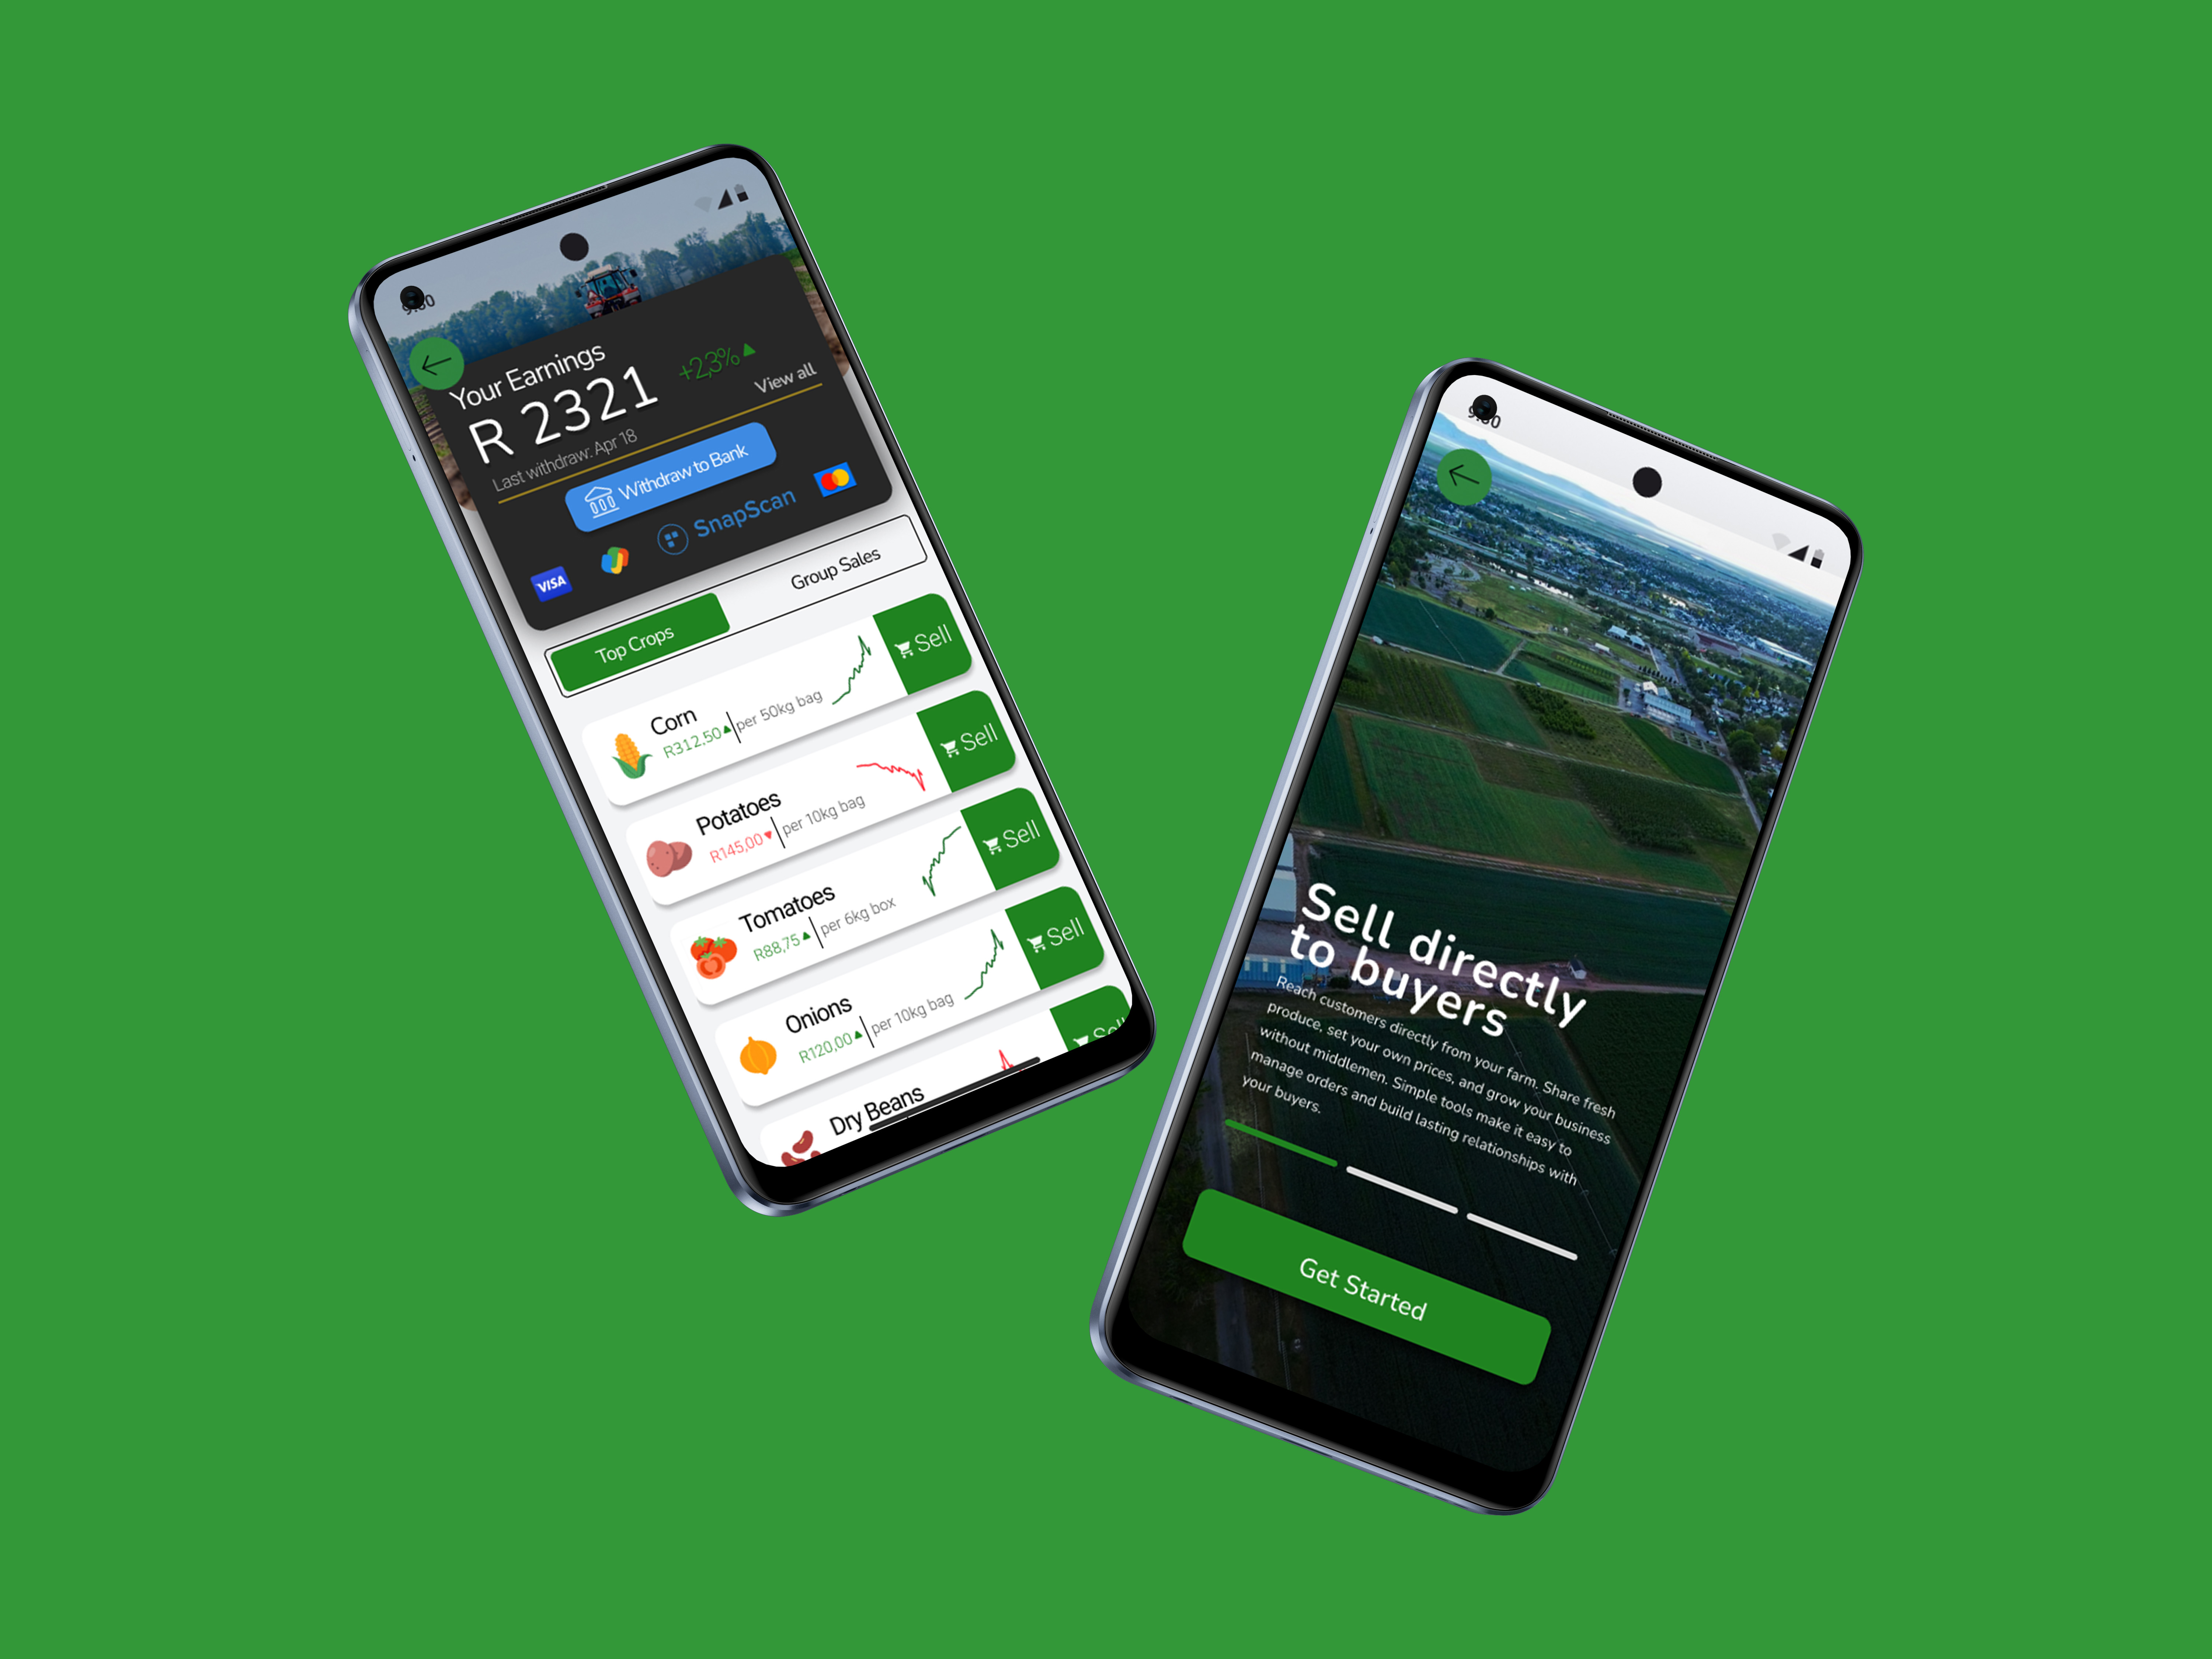 9:30
Your Earnings
R 2321
+2,3%
Last withdraw: Apr 18
View all
Withdraw to Bank
VISA
SnapScan
Top Crops
Group Sales
Corn
R312,50
per 50kg bag
Sell
Potatoes
R145,00
per 10kg bag
Sell
Tomatoes
R88,75
per 6kg box
Sell
Onions
R120,00
per 10kg bag
Sell
Dry Beans
Sell
9:30
Sell directly
to buyers
Reach customers directly from your farm. Share fresh
produce, set your own prices, and grow your business
without middlemen. Simple tools make it easy to
manage orders and build lasting relationships with
your buyers.
Get Started